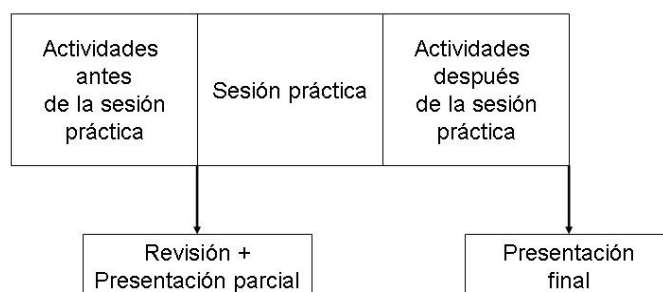 Actividades
antes
de la sesión
práctica
Sesión práctica
Actividades
después
de la sesión
práctica
Revisión +
Presentación parcial
Presentación
final